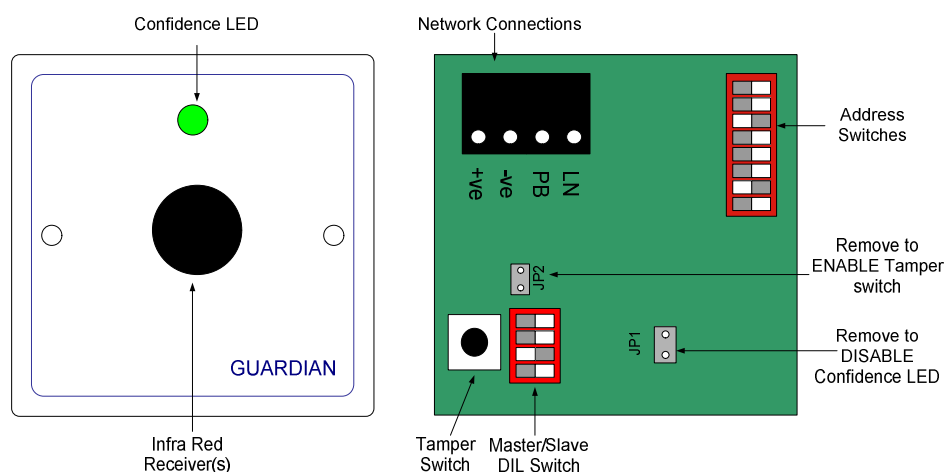 Confidence LED
GUARDIAN
Infra Red
Receiver(s)
Network Connections
+ve
-ve
PB
LN
Address
Switches
JP2
Remove to
ENABLE Tamper
switch
JP1
Remove to
DISABLE
Confidence LED
Tamper
Switch
Master/Slave
DIL Switch